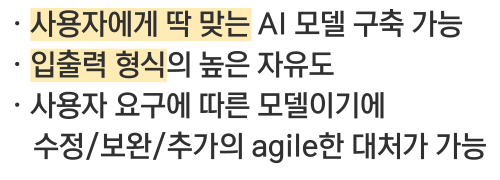 · 사용자에게 딱 맞는 AI 모델 구축 가능
· 입출력 형식의 높은 자유도
· 사용자 요구에 따른 모델이기에
수정/보완/추가의 agile한 대처가 가능